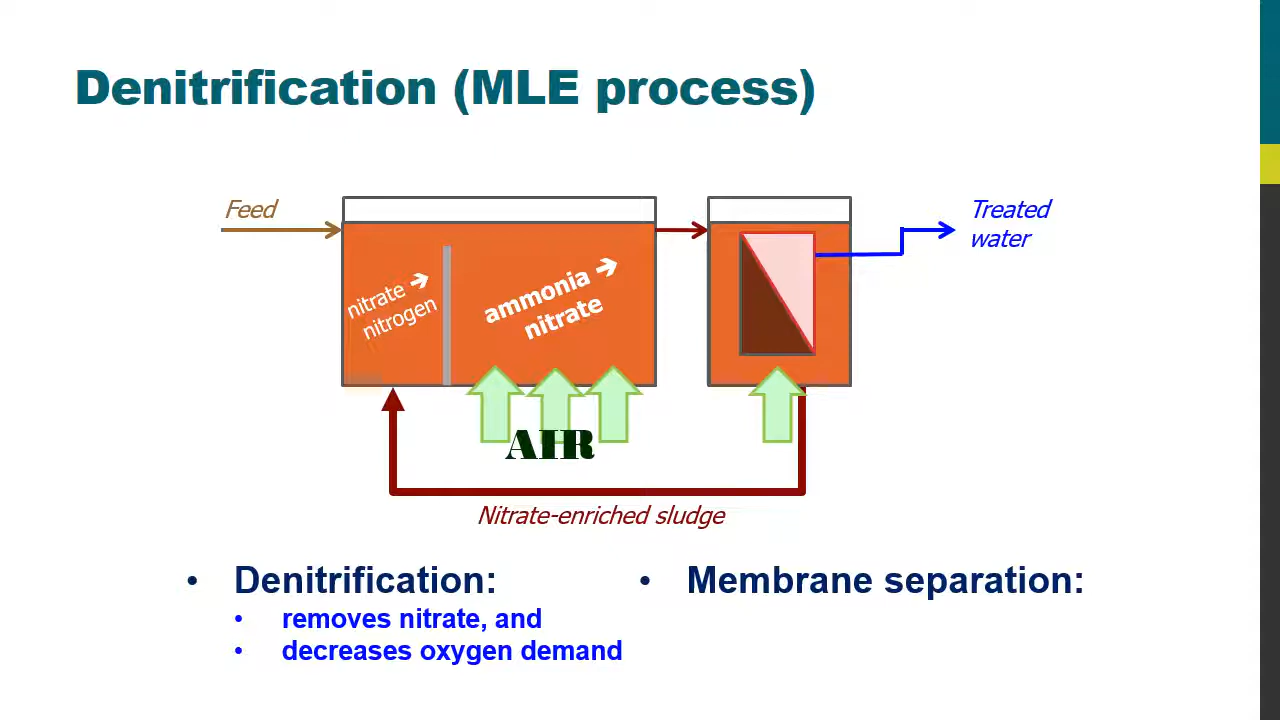 Denitrification (MLE process)
Feed
Treated
water
nitrate ➔
nitrogen
ammonia ➔
nitrate
AIR
Nitrate-enriched sludge
• Denitrification:
• removes nitrate, and
• decreases oxygen demand
• Membrane separation: